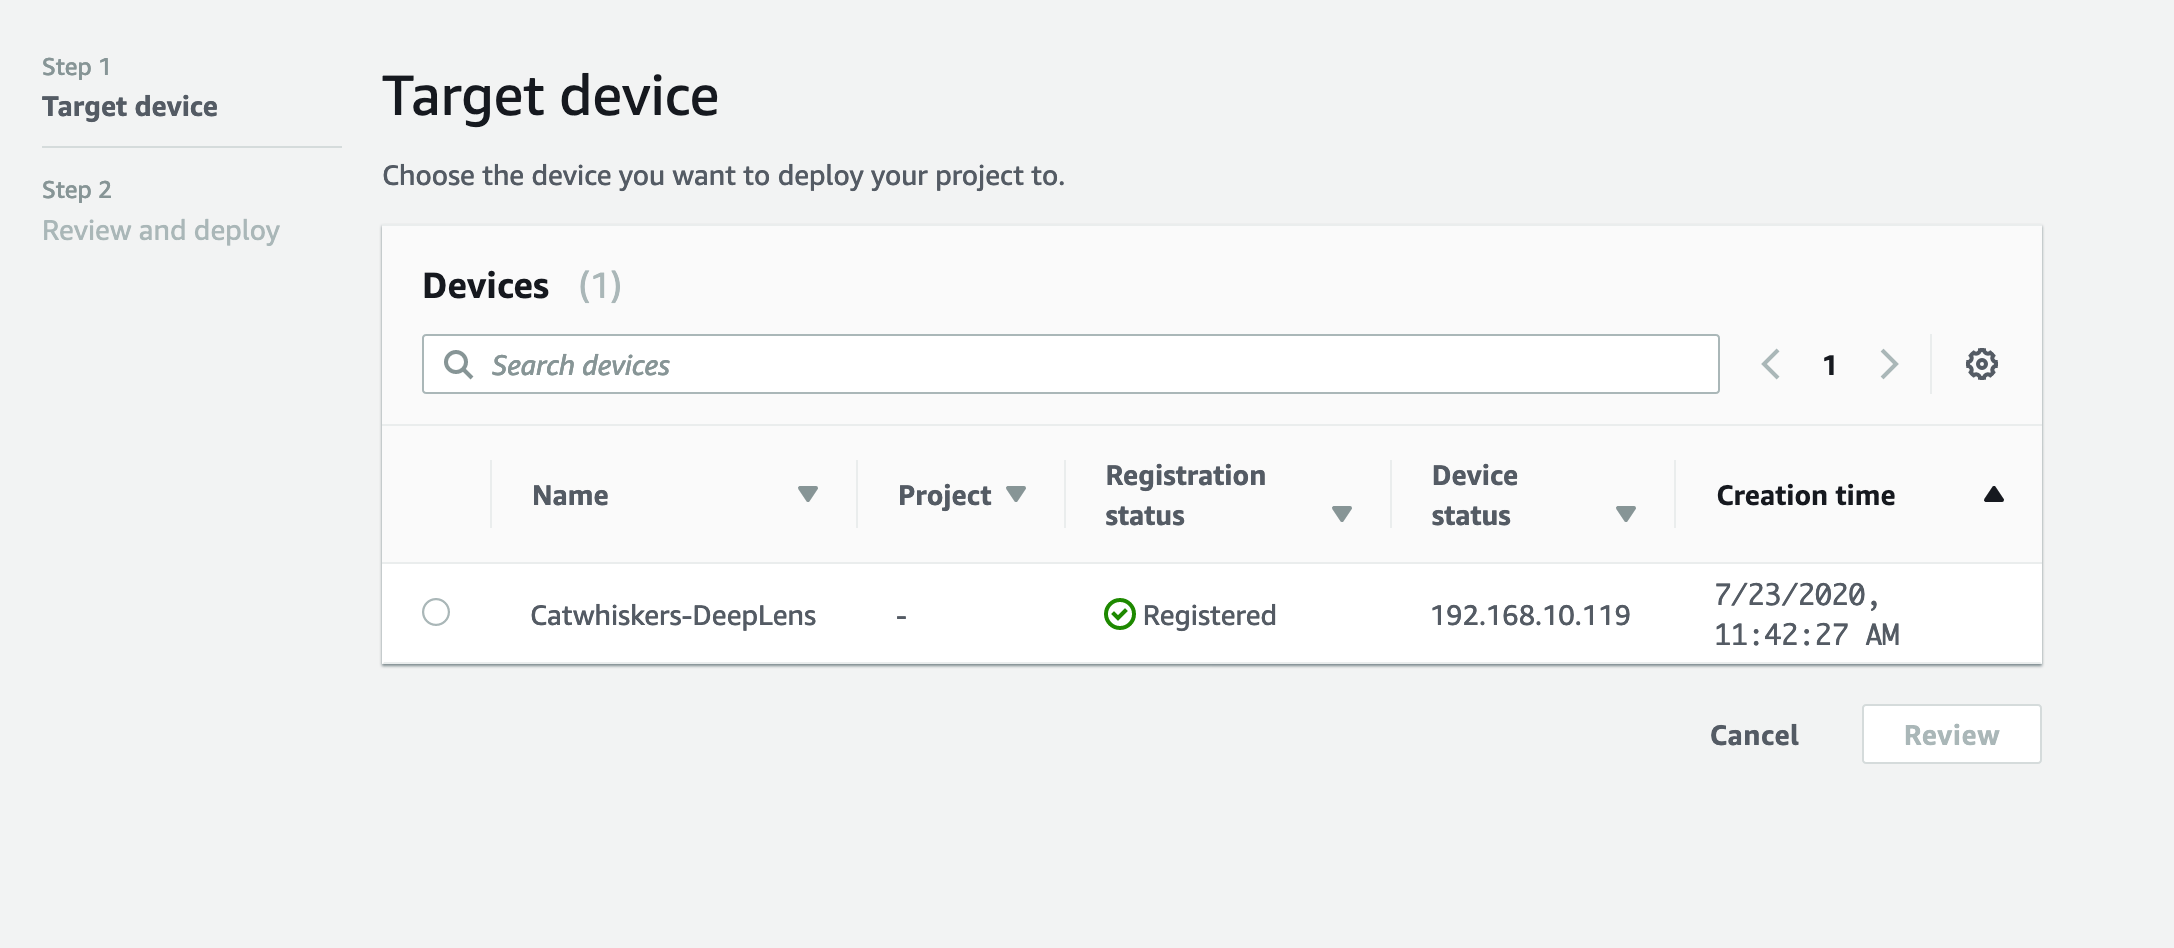 Step 1
Target device
Step 2
Review and deploy
Target device
Choose the device you want to deploy your project to.
Devices (1)
Search devices
1
Name
Project
Registration status
Device status
Creation time
Catwhiskers-DeepLens
-
Registered
192.168.10.119
7/23/2020,
11:42:27 AM
Cancel
Review